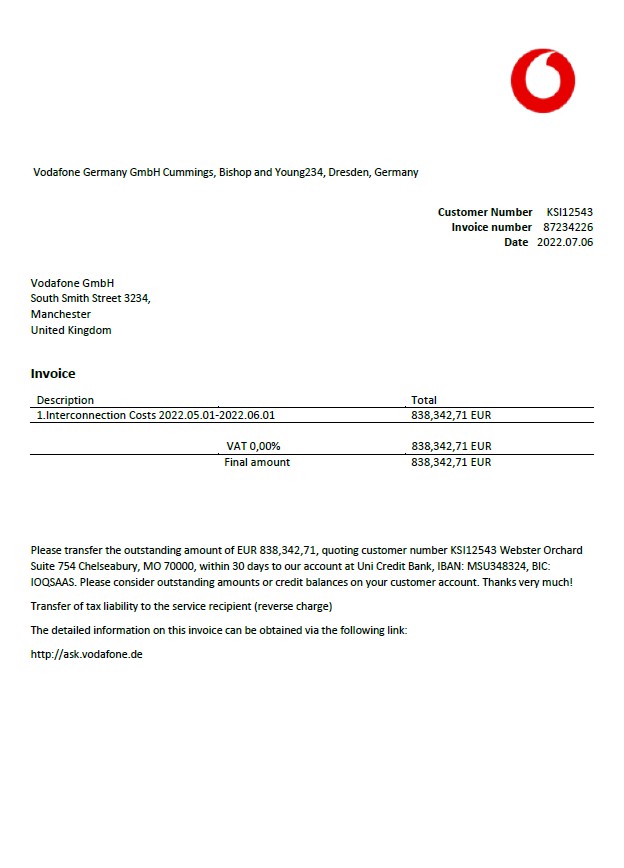 Vodafone Germany GmbH Cummings, Bishop and Young234, Dresden, Germany
Customer Number KSI12543
Invoice number 87234226
Date 2022.07.06
Vodafone GmbH
South Smith Street 3234,
Manchester
United Kingdom
Invoice
Description Total
1.Interconnection Costs 2022.05.01-2022.06.01 838,342,71 EUR
VAT 0,00% 838,342,71 EUR
Final amount 838,342,71 EUR
Please transfer the outstanding amount of EUR 838,342,71, quoting customer number KSI12543 Webster Orchard
Suite 754 Chelseabury, MO 70000, within 30 days to our account at Uni Credit Bank, IBAN: MSU348324, BIC:
IOQSAAS. Please consider outstanding amounts or credit balances on your customer account. Thanks very much!
Transfer of tax liability to the service recipient (reverse charge)
The detailed information on this invoice can be obtained via the following link:
http://ask.vodafone.de